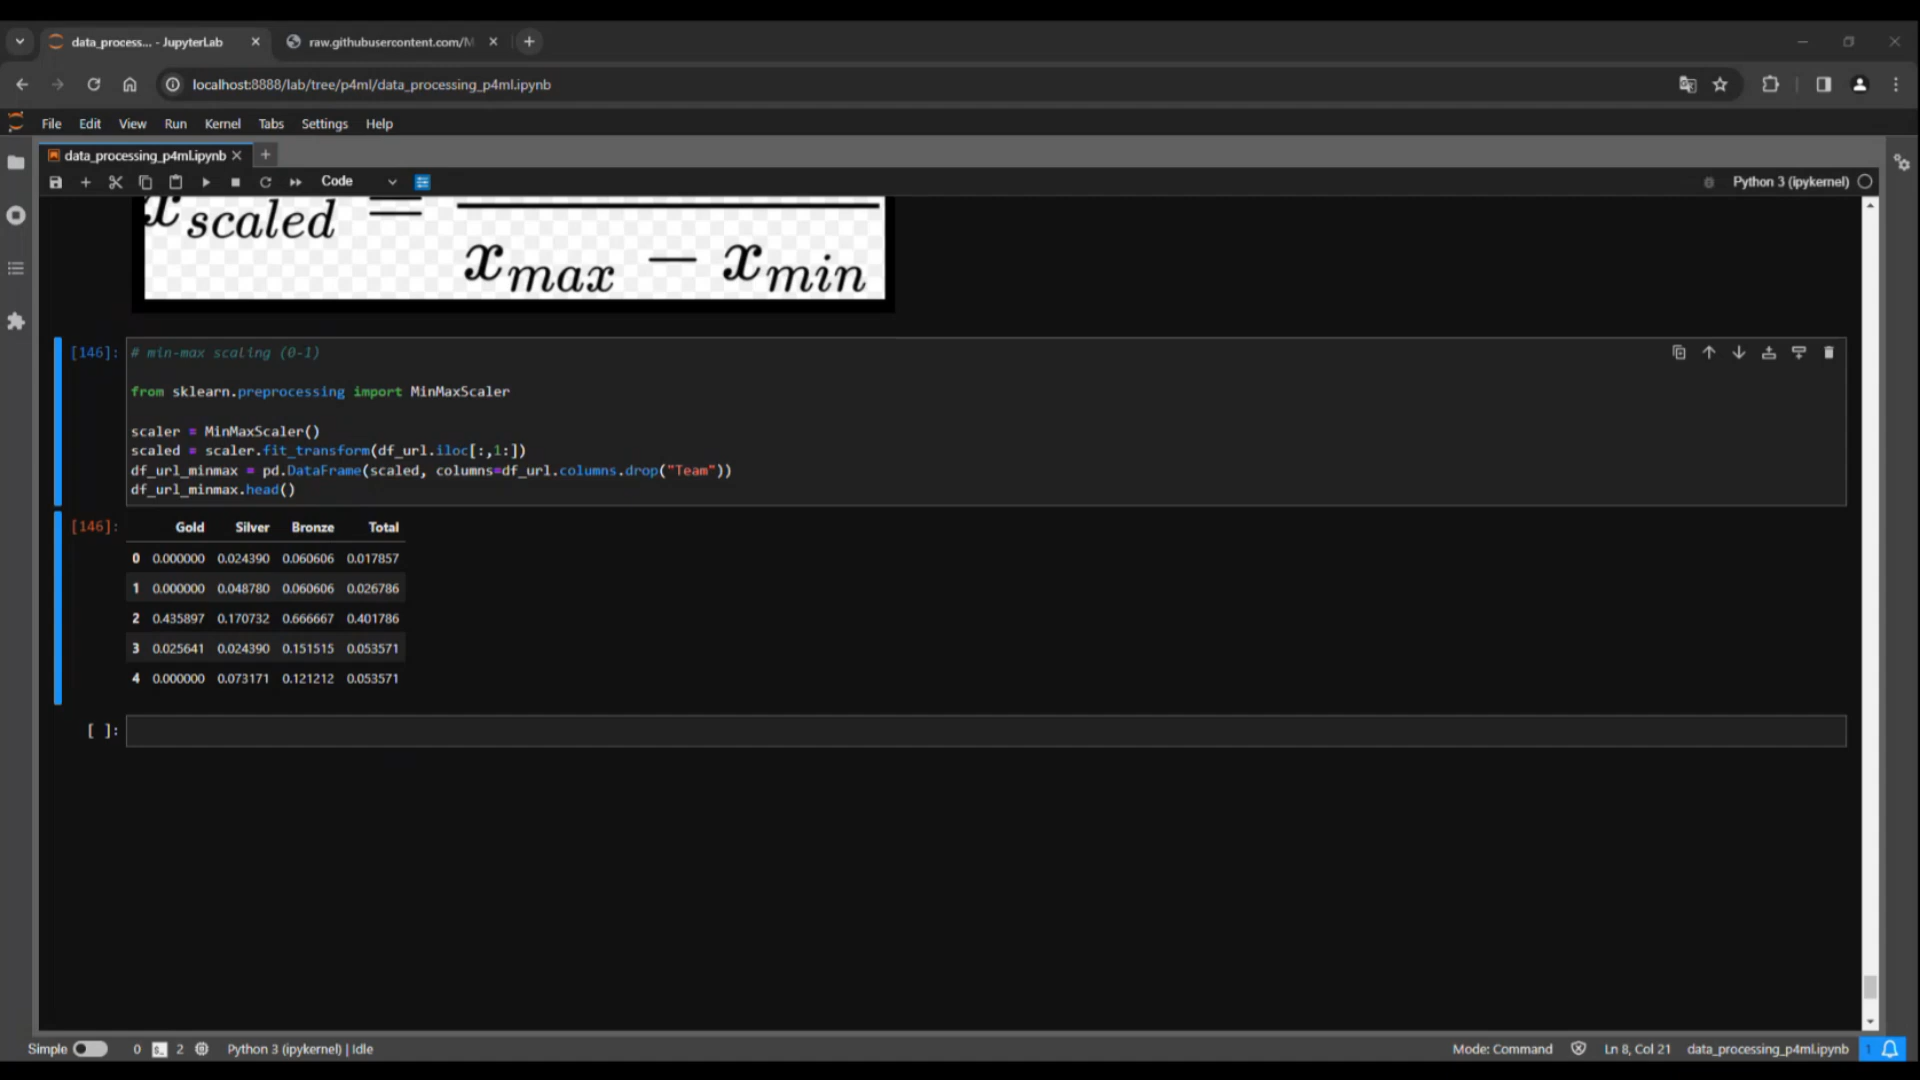 data_process... - JupyterLab
raw.githubusercontent.com/M
localhost:8888/lab/tree/p4ml/data_processing_p4ml.ipynb
File Edit View Run Kernel Tabs Settings Help
data_processing_p4ml.ipynb
Code
Python 3 (ipykernel)
x scaled =
x max − x min
[146]: # min-max scaling (0-1)
from sklearn.preprocessing import MinMaxScaler
scaler = MinMaxScaler()
scaled = scaler.fit_transform(df_url.iloc[:,1:])
df_url_minmax = pd.DataFrame(scaled, columns=df_url.columns.drop("Team"))
df_url_minmax.head()
[146]: Gold Silver Bronze Total
0 0.000000 0.024390 0.060606 0.017857
1 0.000000 0.048780 0.060606 0.026786
2 0.435897 0.170732 0.666667 0.401786
3 0.025641 0.024390 0.151515 0.053571
4 0.000000 0.073171 0.121212 0.053571
[ ]:
Simple 0 2 Python 3 (ipykernel) | Idle Mode: Command Ln 8, Col 21 data_processing_p4ml.ipynb 1